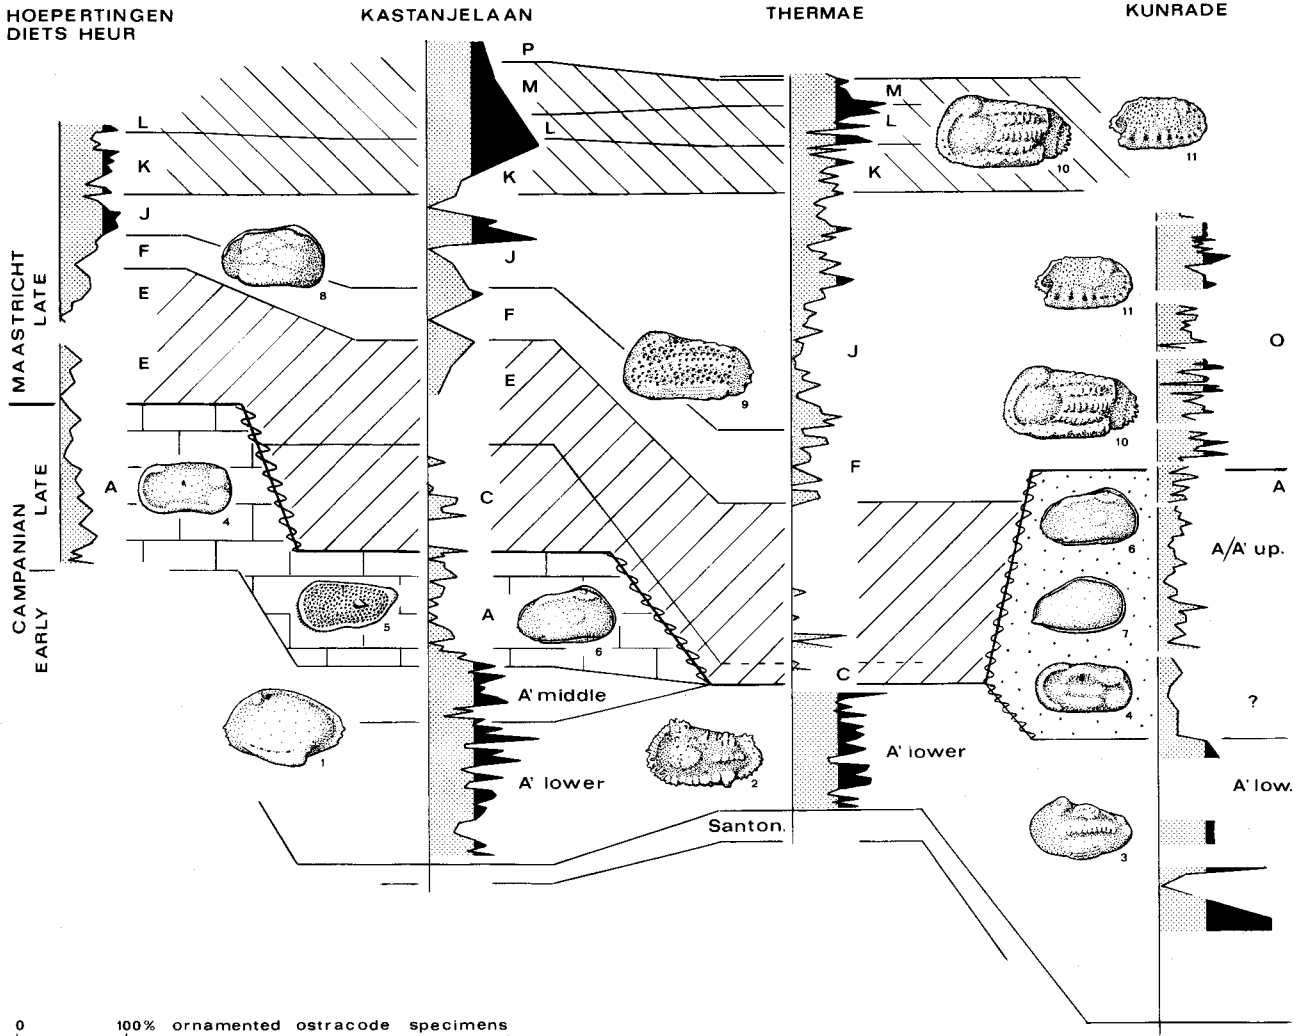 HOEPERTINGEN
DIETS HEUR
KASTANJELAAN
THERMAE
KUNRADE
P
M
L
K
L
K
J
F
E
E
A
J
F
E
C
A
A' middle
A' lower
M
L
K
J
F
C
A' lower
Santon.
O
A
A/A' up.
?
A' low.
1
2
3
4
5
6
8
9
10
11
11
10
6
7
4
MAASTRICHT
LATE
CAMPANIAN
LATE
EARLY
0 100% ornamented ostracode specimens